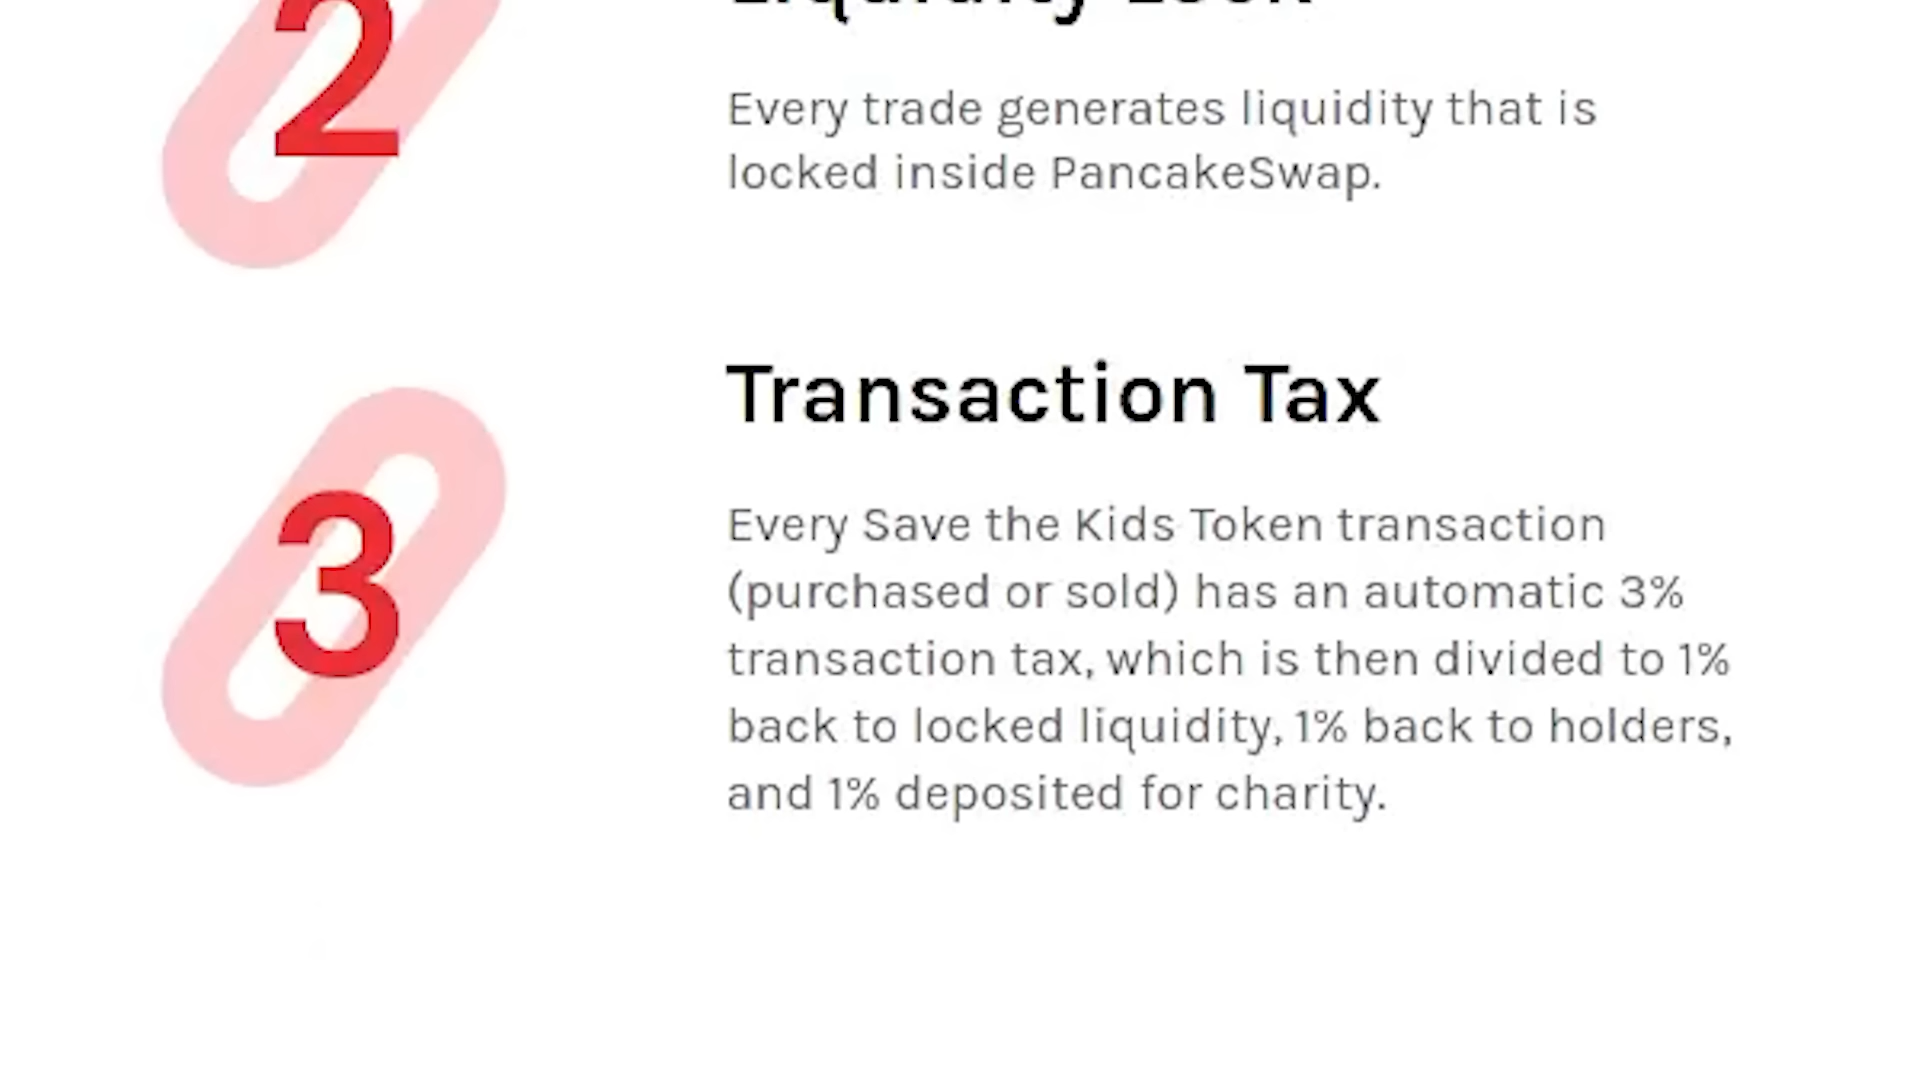 2
Liquidity Lock
Every trade generates liquidity that is
locked inside PancakeSwap.
3
Transaction Tax
Every Save the Kids Token transaction
(purchased or sold) has an automatic 3%
transaction tax, which is then divided to 1%
back to locked liquidity, 1% back to holders,
and 1% deposited for charity.